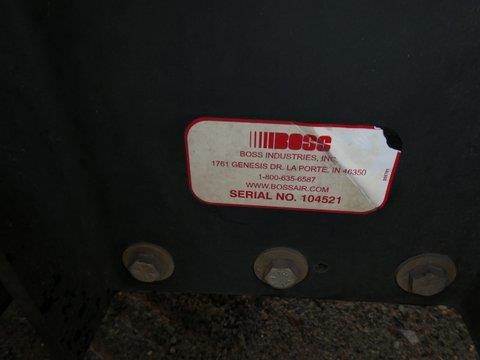 BOSS
BOSS INDUSTRIES, INC.
1761 GENESIS DR. LA PORTE, IN 46350
1-800-635-6587
WWW.BOSSAIR.COM
SERIAL NO. 104521